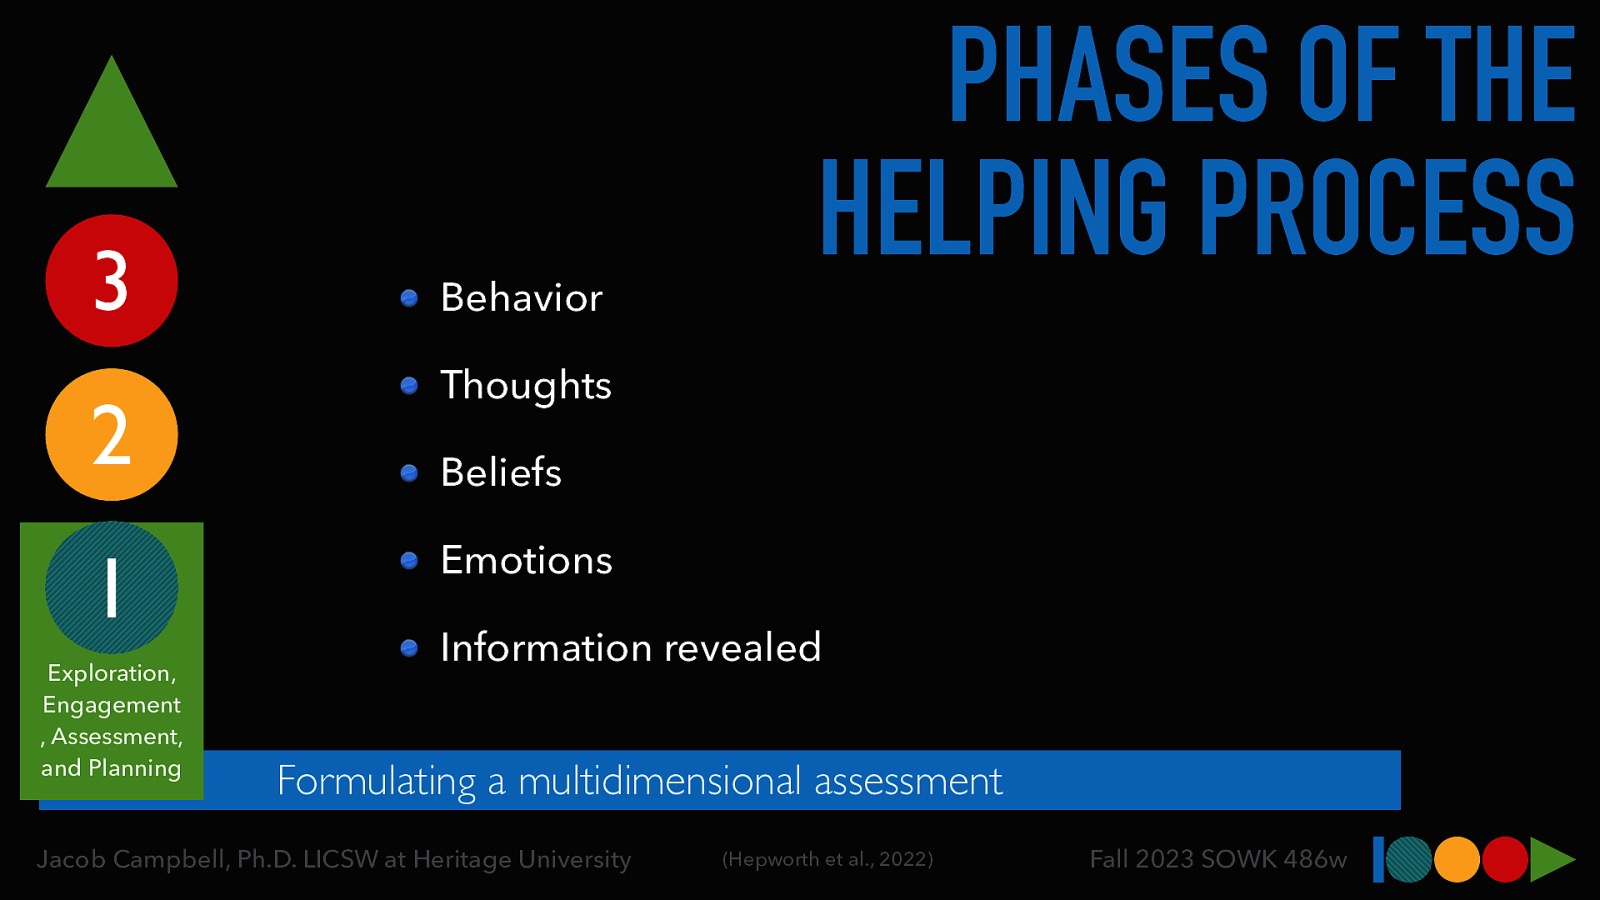 PHASES OF THE
HELPING PROCESS
3
2
1
Exploration,
Engagement
, Assessment,
and Planning
Behavior
Thoughts
Beliefs
Emotions
Information revealed
Formulating a multidimensional assessment
Jacob Campbell, Ph.D. LICSW at Heritage University
(Hepworth et al., 2022)
Fall 2023 SOWK 486w